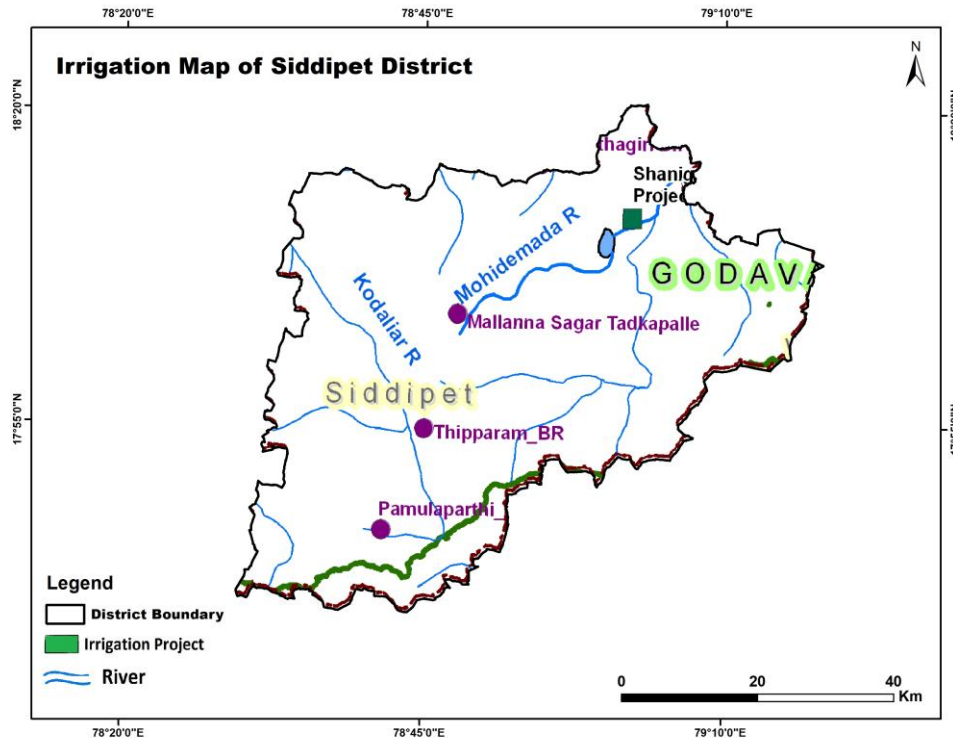 78°20'0"E 78°45'0"E 79°10'0"E
Irrigation Map of Siddipet District
N
18°20'0"N
thagiri
Shanig
Projec
Mohidemada R
GODAV
Kodaliar R
Mallanna Sagar Tadkapalle
Siddipet
17°55'0"N
Thipparam_BR
Pamulaparthi_
Legend
District Boundary
Irrigation Project
River
0 20 40
Km
78°20'0"E 78°45'0"E 79°10'0"E